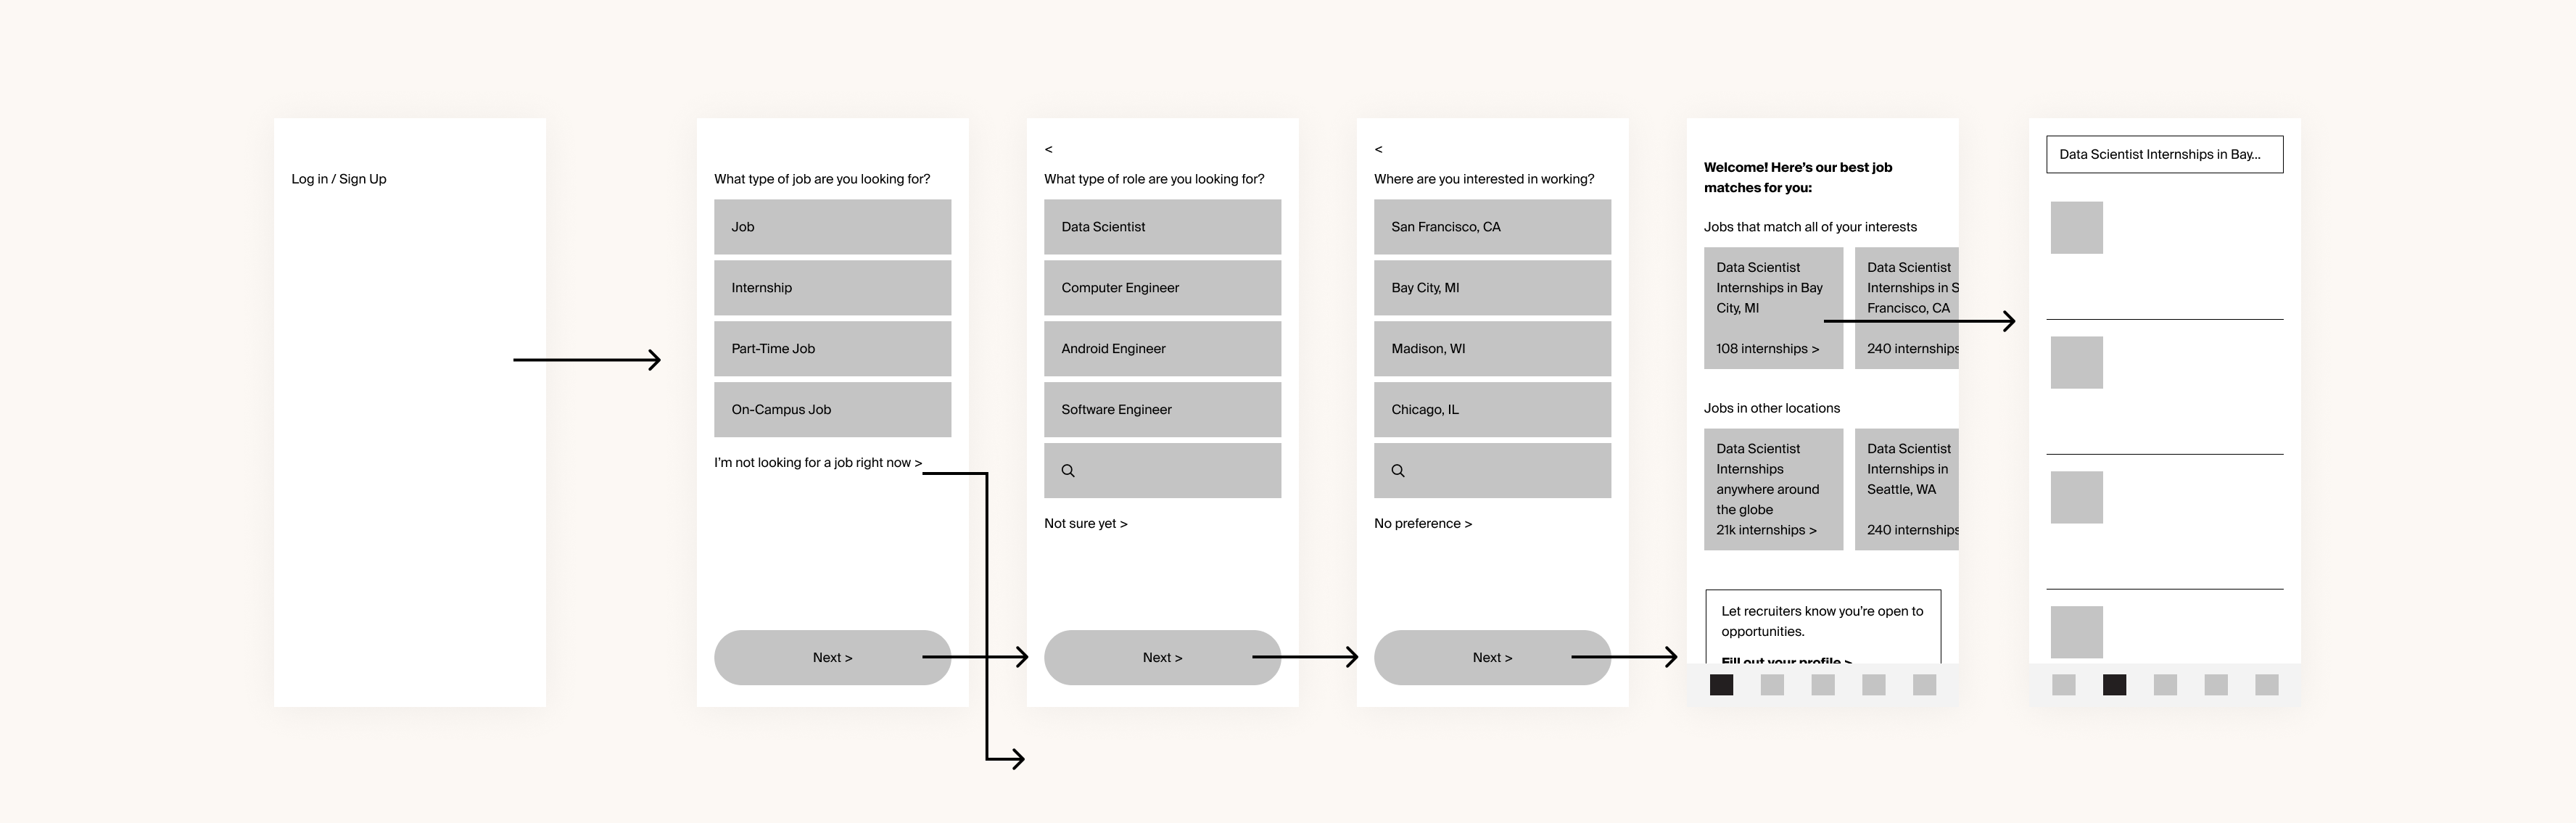 Log in / Sign Up
What type of job are you looking for?
Job
Internship
Part-Time Job
On-Campus Job
I'm not looking for a job right now >
Next >
<
What type of role are you looking for?
Data Scientist
Computer Engineer
Android Engineer
Software Engineer
Not sure yet >
Next >
<
Where are you interested in working?
San Francisco, CA
Bay City, MI
Madison, WI
Chicago, IL
No preference >
Next >
Welcome! Here's our best job
matches for you:
Jobs that match all of your interests
Data Scientist
Internships in Bay
City, MI
108 internships >
Data Scientist
Internships in S
Francisco, CA
240 internships
Jobs in other locations
Data Scientist
Internships
anywhere around
the globe
21k internships >
Data Scientist
Internships in
Seattle, WA
240 internships
Let recruiters know you're open to
opportunities.
Fill out your profile >
Data Scientist Internships in Bay...